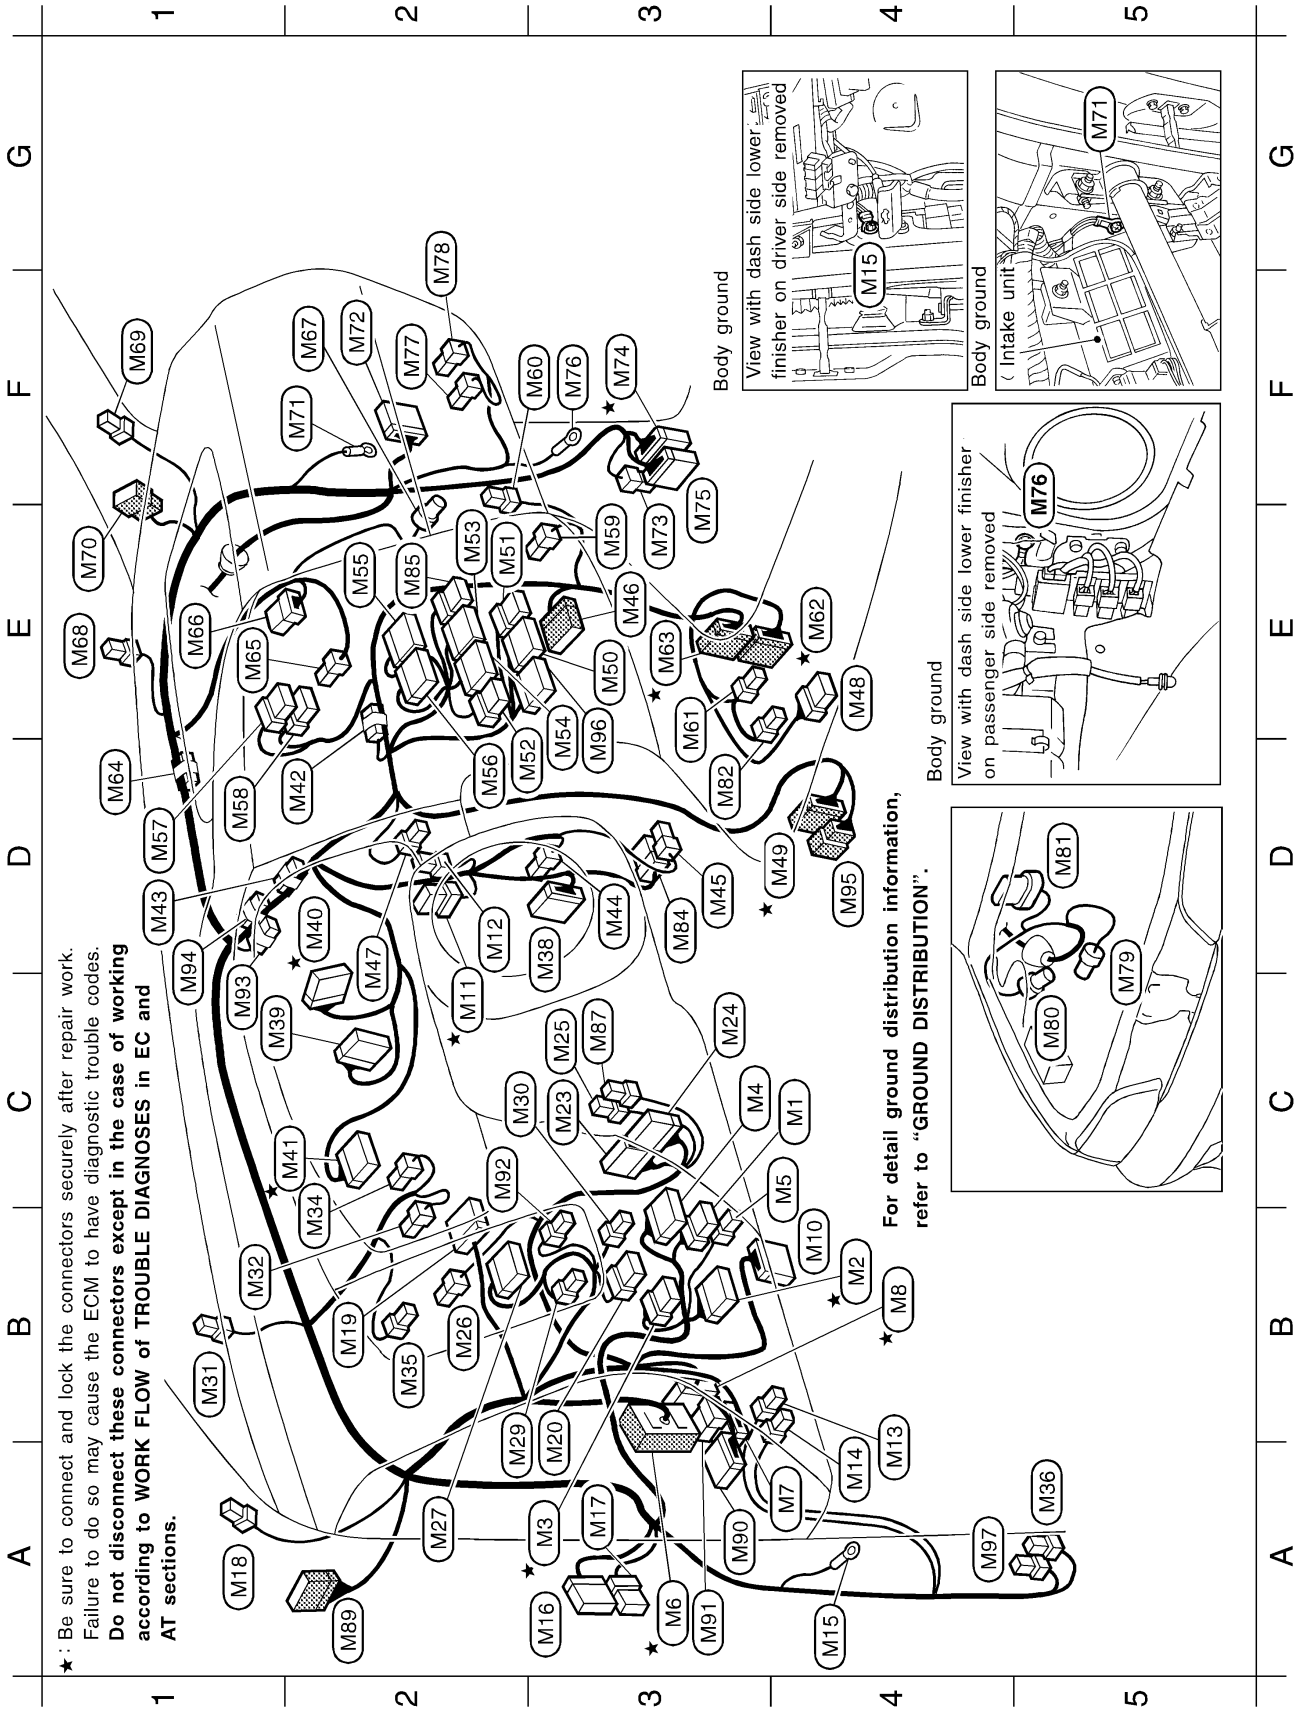 A B C D E F G
1 1
2 2
3 3
4 4
5 5
A B C D E F G
★: Be sure to connect and lock the connectors securely after repair work.
Failure to do so may cause the ECM to have diagnostic trouble codes.
Do not disconnect these connectors except in the case of working
according to WORK FLOW of TROUBLE DIAGNOSES in EC and
AT sections.
M89
M18
M31
M32
M34
★
M41
M39
M93
M94
★
M40
M43
M57
M58
M64
M42
M68
M65
M66
M70
M69
M71
M67
M72
M77
M78
M27
M35
M19
M26
M92
★
M11
M47
M12
M56
M52
M55
M85
M53
M51
M60
M76
★
M74
M16
★
M3
M17
M29
M20
M30
M23
M25
M87
M38
M44
M54
M96
M50
M46
M59
M73
M75
★
M6
M91
M90
M7
M24
M4
M1
M5
M84
M45
M82
M61
★
M63
M15
M14
M13
★
M8
★
M2
M10
★
M49
M95
M48
★
M62
M97
M36
For detail ground distribution information,
refer to “GROUND DISTRIBUTION”.
M80
M79
M81
Body ground
View with dash side lower finisher
on passenger side removed
M76
Body ground
View with dash side lower
finisher on driver side removed
M15
Body ground
Intake unit
M71